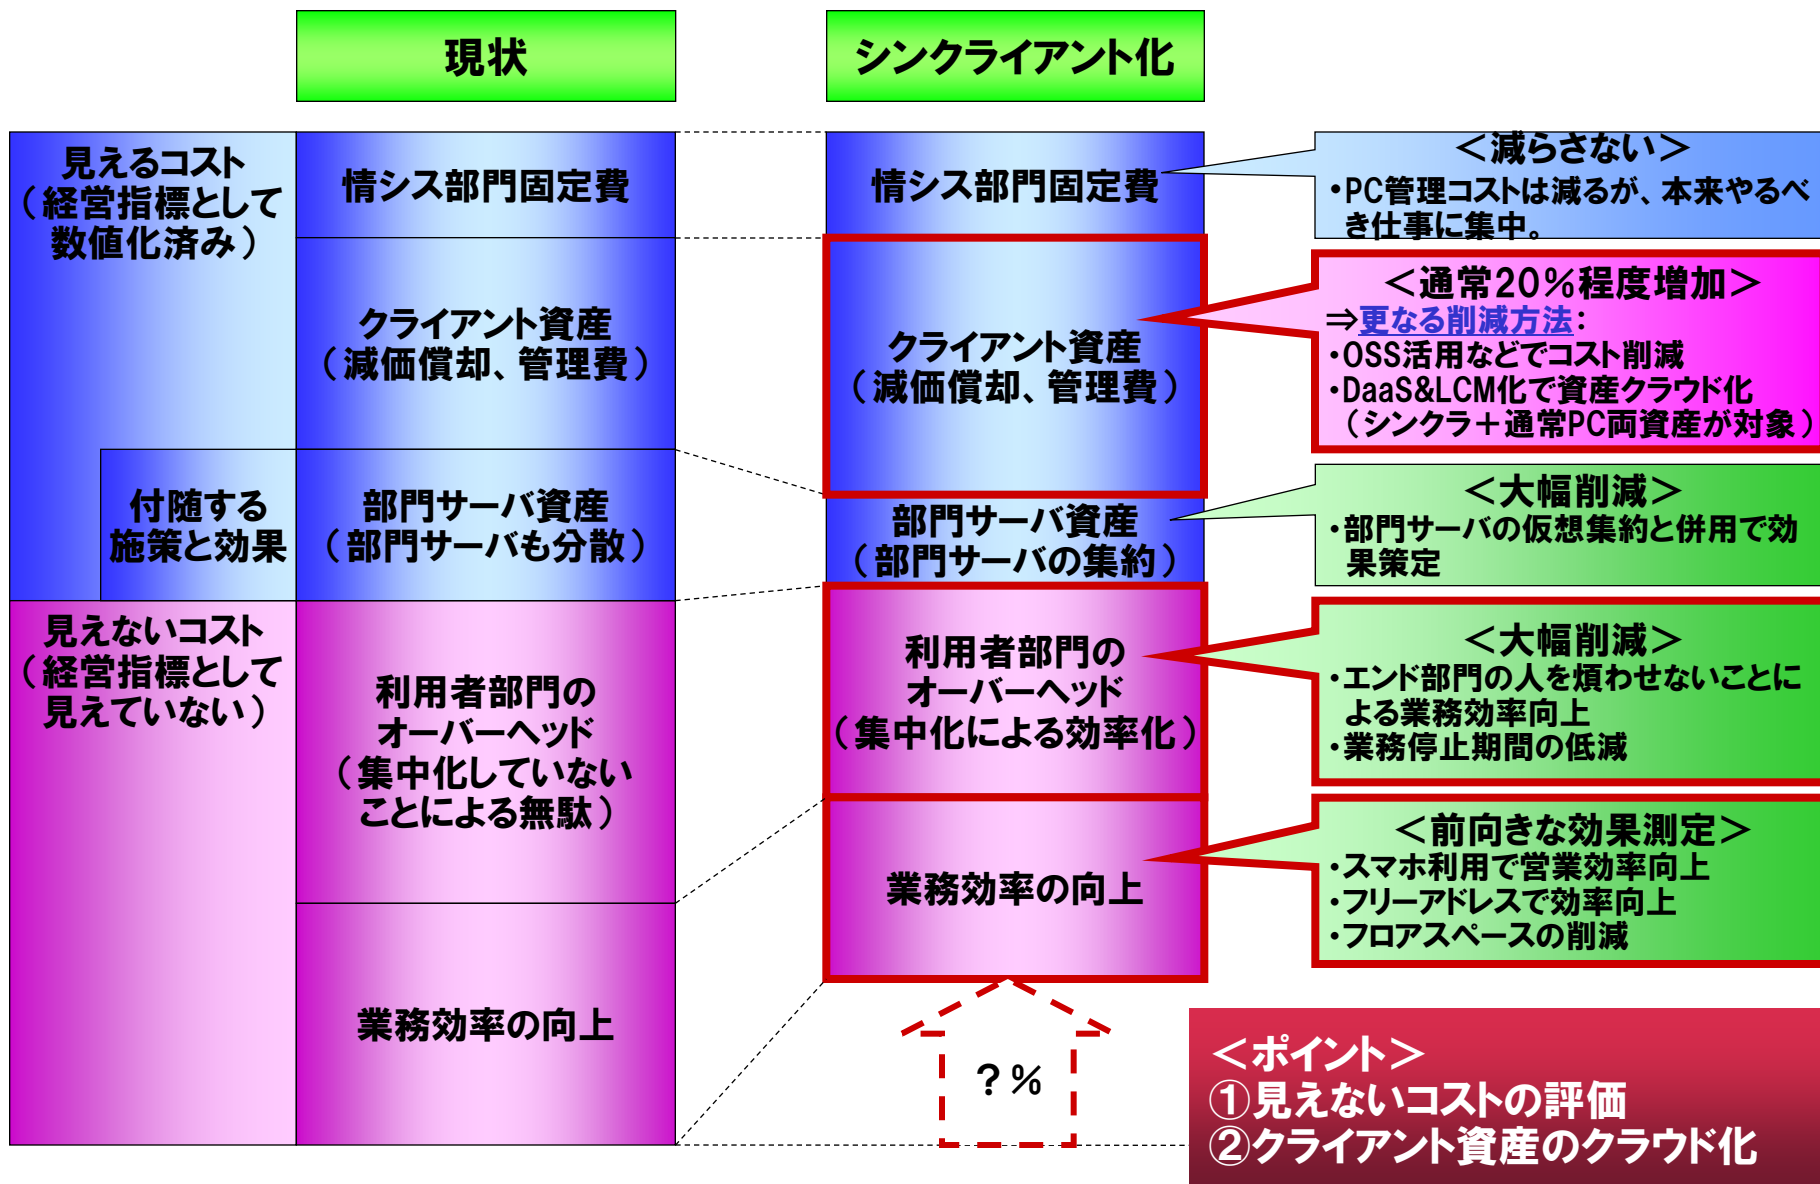 現状
シンクライアント化
見えるコスト
（経営指標として
数値化済み）
付随する
施策と効果
見えないコスト
（経営指標として
見えていない）
情シス部門固定費
クライアント資産
（減価償却、管理費）
部門サーバ資産
（部門サーバも分散）
利用者部門の
オーバーヘッド
（集中化していない
ことによる無駄）
業務効率の向上
情シス部門固定費
クライアント資産
（減価償却、管理費）
部門サーバ資産
（部門サーバの集約）
利用者部門の
オーバーヘッド
（集中化による効率化）
業務効率の向上
？％
＜減らさない＞
・PC管理コストは減るが、本来やるべ
き仕事に集中。
＜通常20％程度増加＞
⇒更なる削減方法：
・OSS活用などでコスト削減
・DaaS&LCM化で資産クラウド化
（シンクラ＋通常PC両資産が対象）
＜大幅削減＞
・部門サーバの仮想集約と併用で効
果策定
＜大幅削減＞
・エンド部門の人を煩わせないことに
よる業務効率向上
・業務停止期間の低減
＜前向きな効果測定＞
・スマホ利用で営業効率向上
・フリーアドレスで効率向上
・フロアスペースの削減
＜ポイント＞
①見えないコストの評価
②クライアント資産のクラウド化